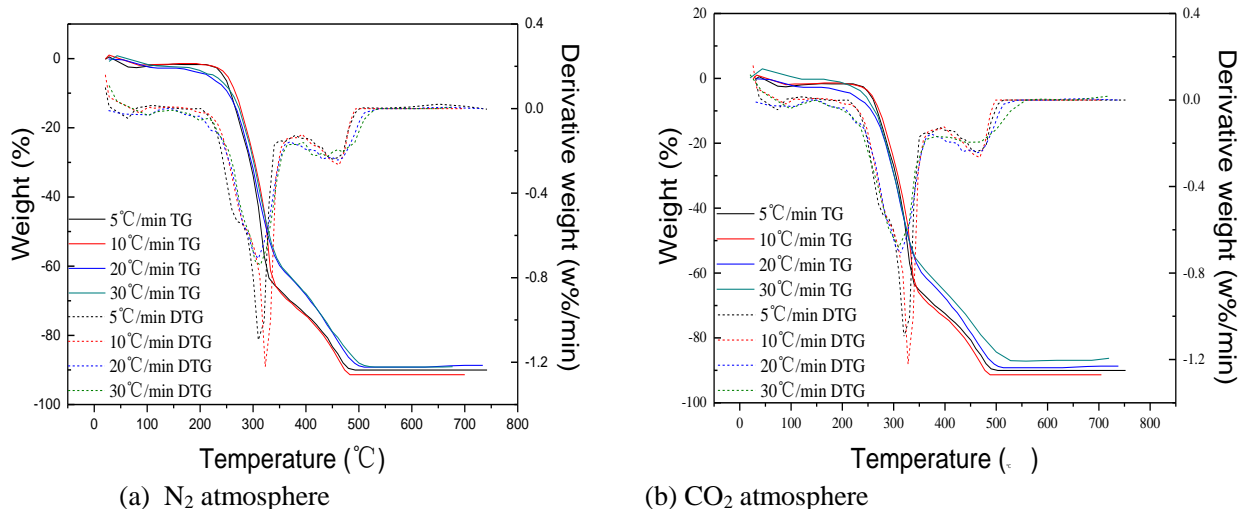 0.4
0
0.0
-20
-0.4
-40
-60
-0.8
-80
-1.2
-100
0 100 200 300 400 500 600 700 800
Weight (%)
Derivative weight (w%/min)
5℃/min TG
10℃/min TG
20℃/min TG
30℃/min TG
5℃/min DTG
10℃/min DTG
20℃/min DTG
30℃/min DTG
Temperature (℃)
(a) N₂ atmosphere
20
0.4
0
0.0
-20
-0.4
-40
-60
-0.8
-80
-1.2
-100
0 100 200 300 400 500 600 700 800
Weight (%)
Derivative weight (w%/min)
5℃/min TG
10℃/min TG
20℃/min TG
30℃/min TG
5℃/min DTG
10℃/min DTG
20℃/min DTG
30℃/min DTG
Temperature (℃)
(b) CO₂ atmosphere